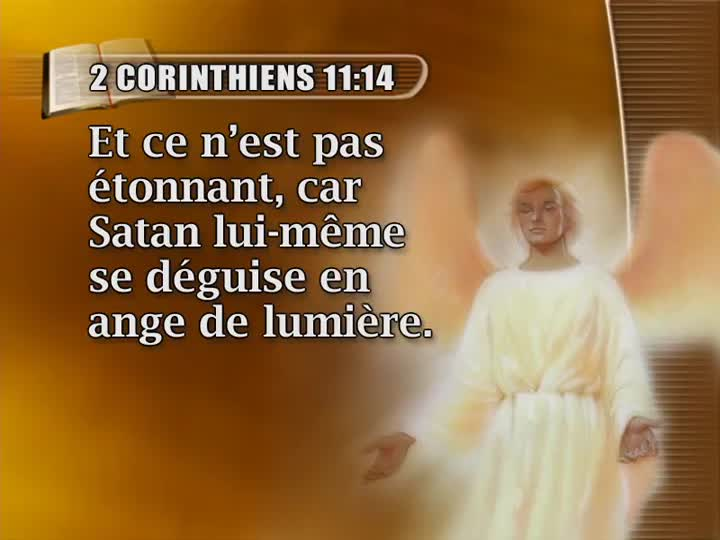 2 CORINTHIENS 11:14
Et ce n’est pas
étonnant, car
Satan lui-même
se déguise en
ange de lumière.